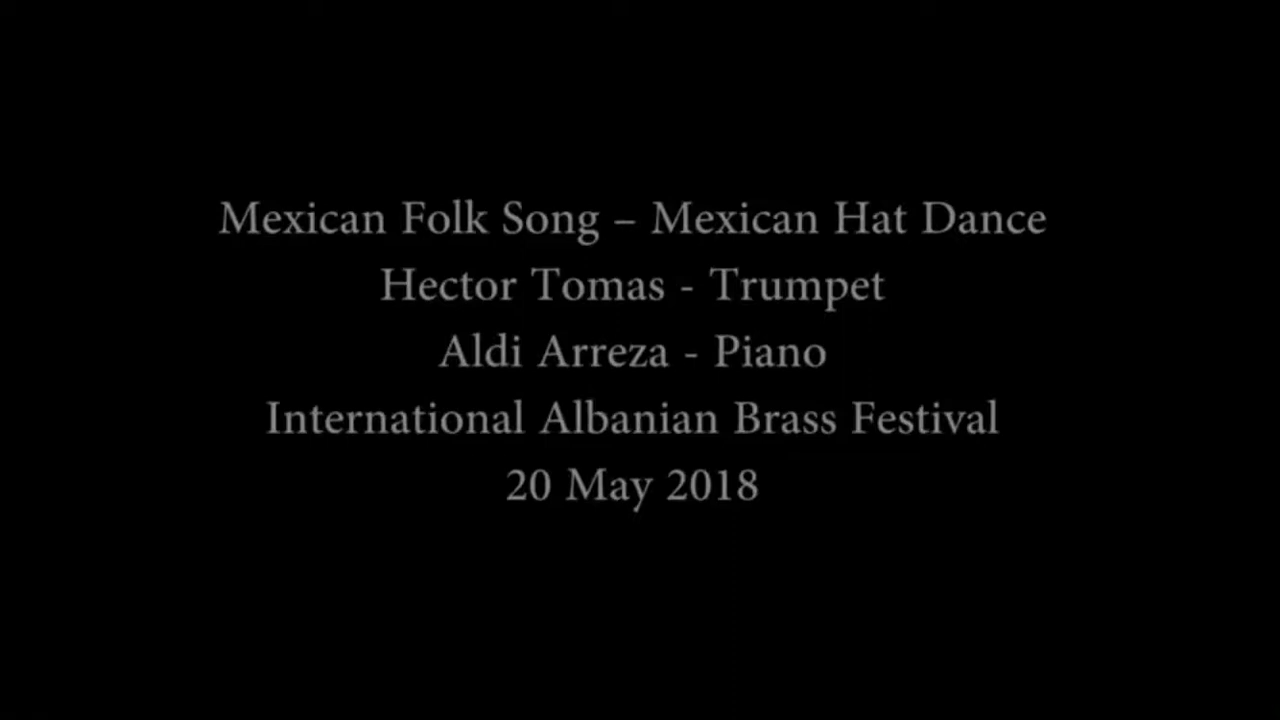 Mexican Folk Song – Mexican Hat Dance
Hector Tomas - Trumpet
Aldi Arreza - Piano
International Albanian Brass Festival
20 May 2018